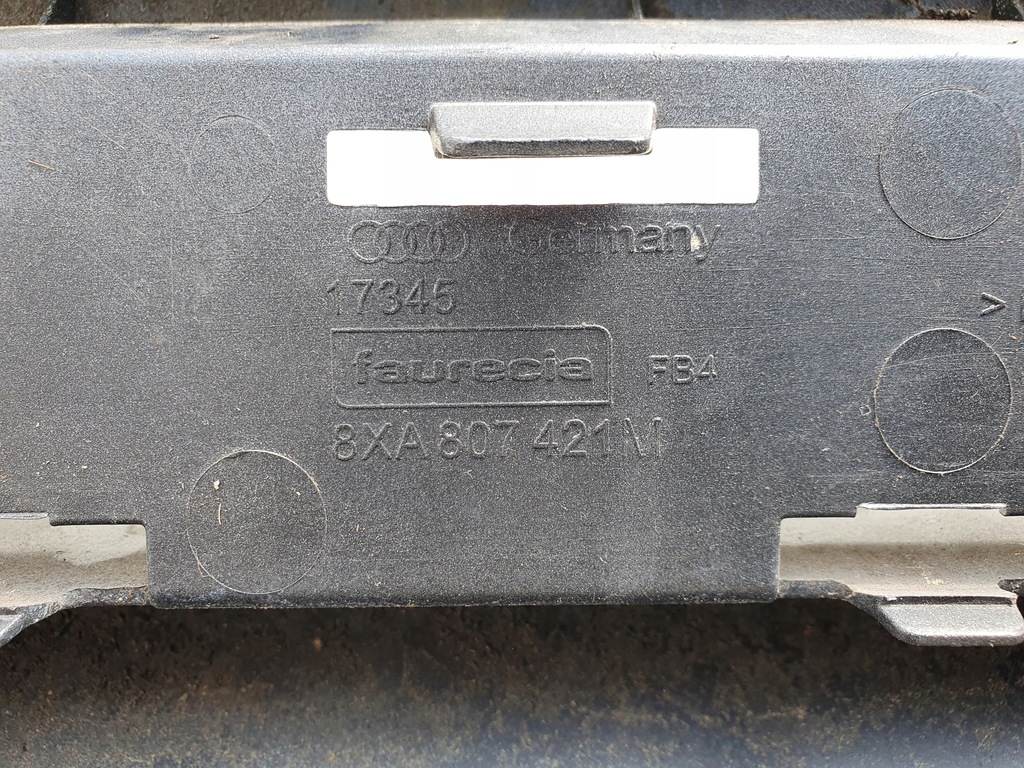 Germany
17345
faurecia FB4
8XA 807 421 M
>